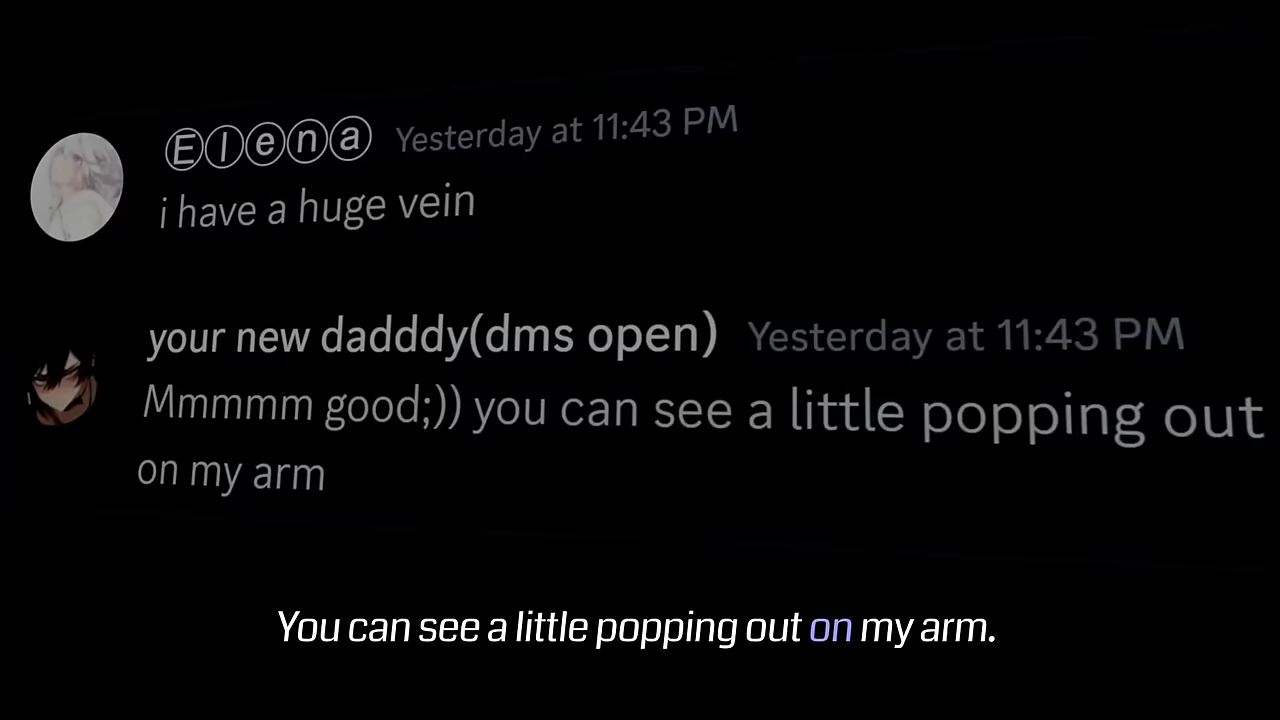 Ⓔⓛⓔⓝⓐ Yesterday at 11:43 PM
i have a huge vein
your new dadddy(dms open) Yesterday at 11:43 PM
Mmmmm good;)) you can see a little popping out
on my arm
You can see a little popping out on my arm.